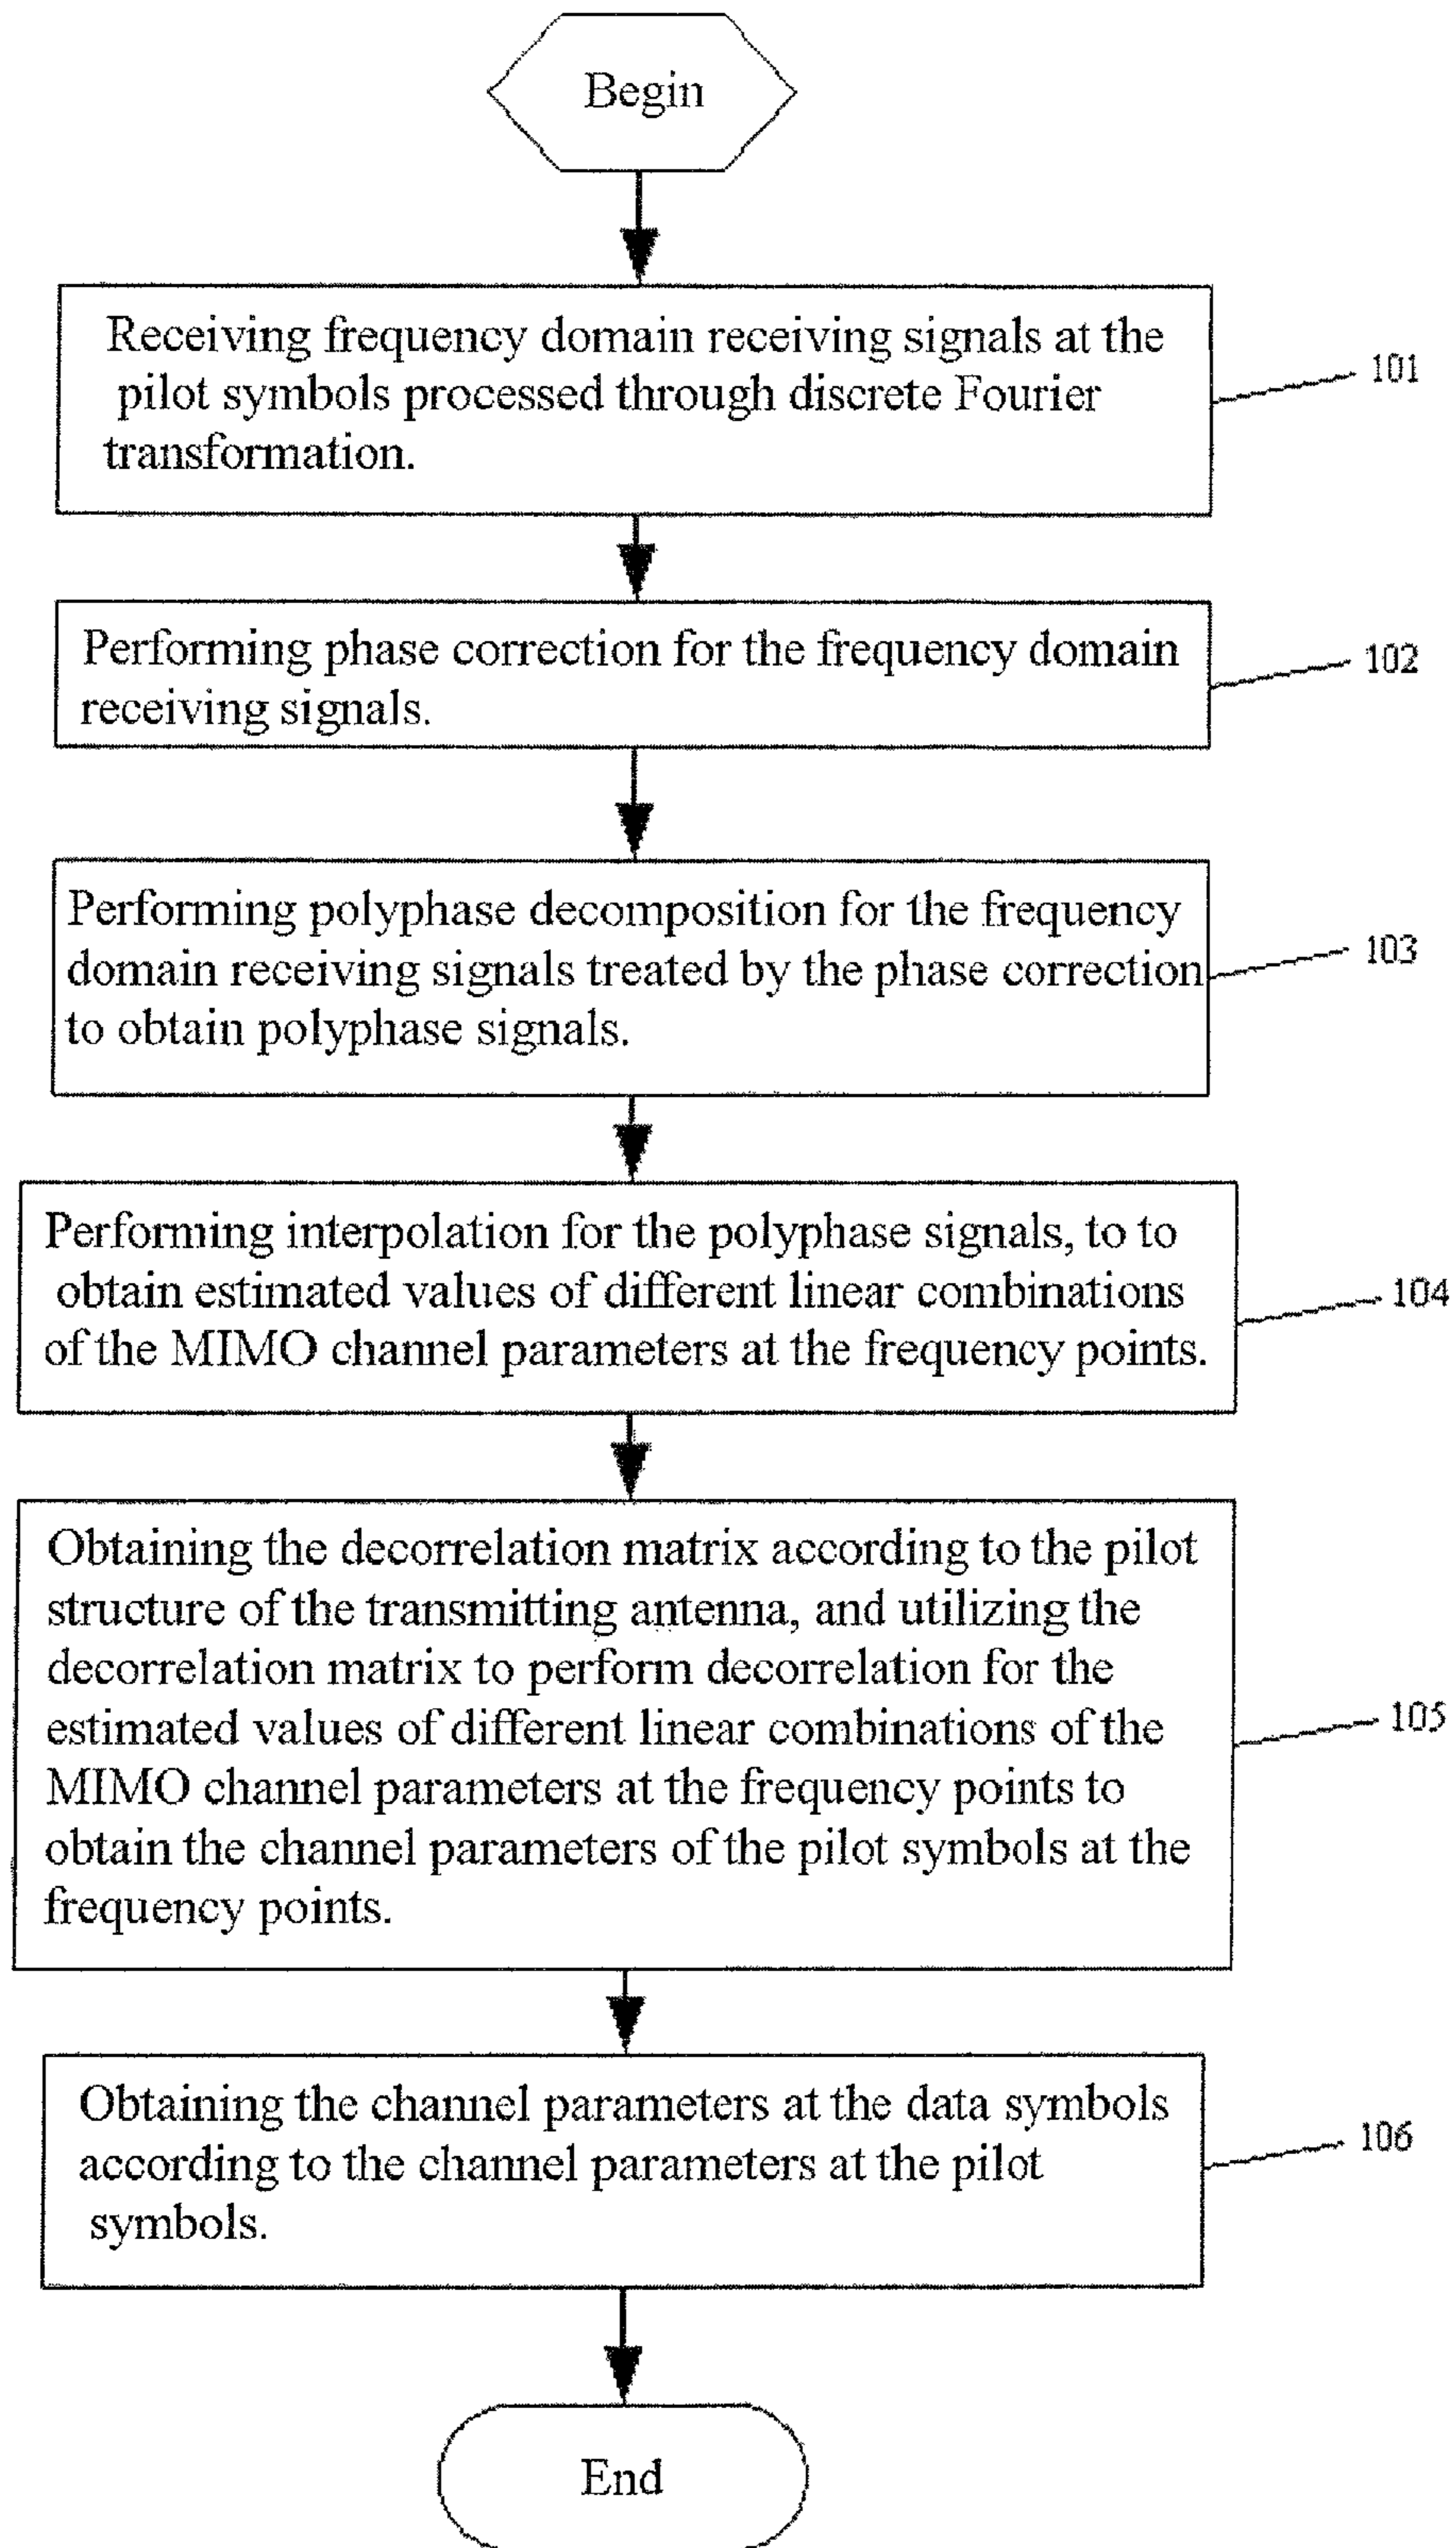 Begin
Receiving frequency domain receiving signals at the
pilot symbols processed through discrete Fourier
transformation.
101
Performing phase correction for the frequency domain
receiving signals.
102
Performing polyphase decomposition for the frequency
domain receiving signals treated by the phase correction
to obtain polyphase signals.
103
Performing interpolation for the polyphase signals, to to
obtain estimated values of different linear combinations
of the MIMO channel parameters at the frequency points.
104
Obtaining the decorrelation matrix according to the pilot
structure of the transmitting antenna, and utilizing the
decorrelation matrix to perform decorrelation for the
estimated values of different linear combinations of the
MIMO channel parameters at the frequency points to
obtain the channel parameters of the pilot symbols at the
frequency points.
105
Obtaining the channel parameters at the data symbols
according to the channel parameters at the pilot
symbols.
106
End